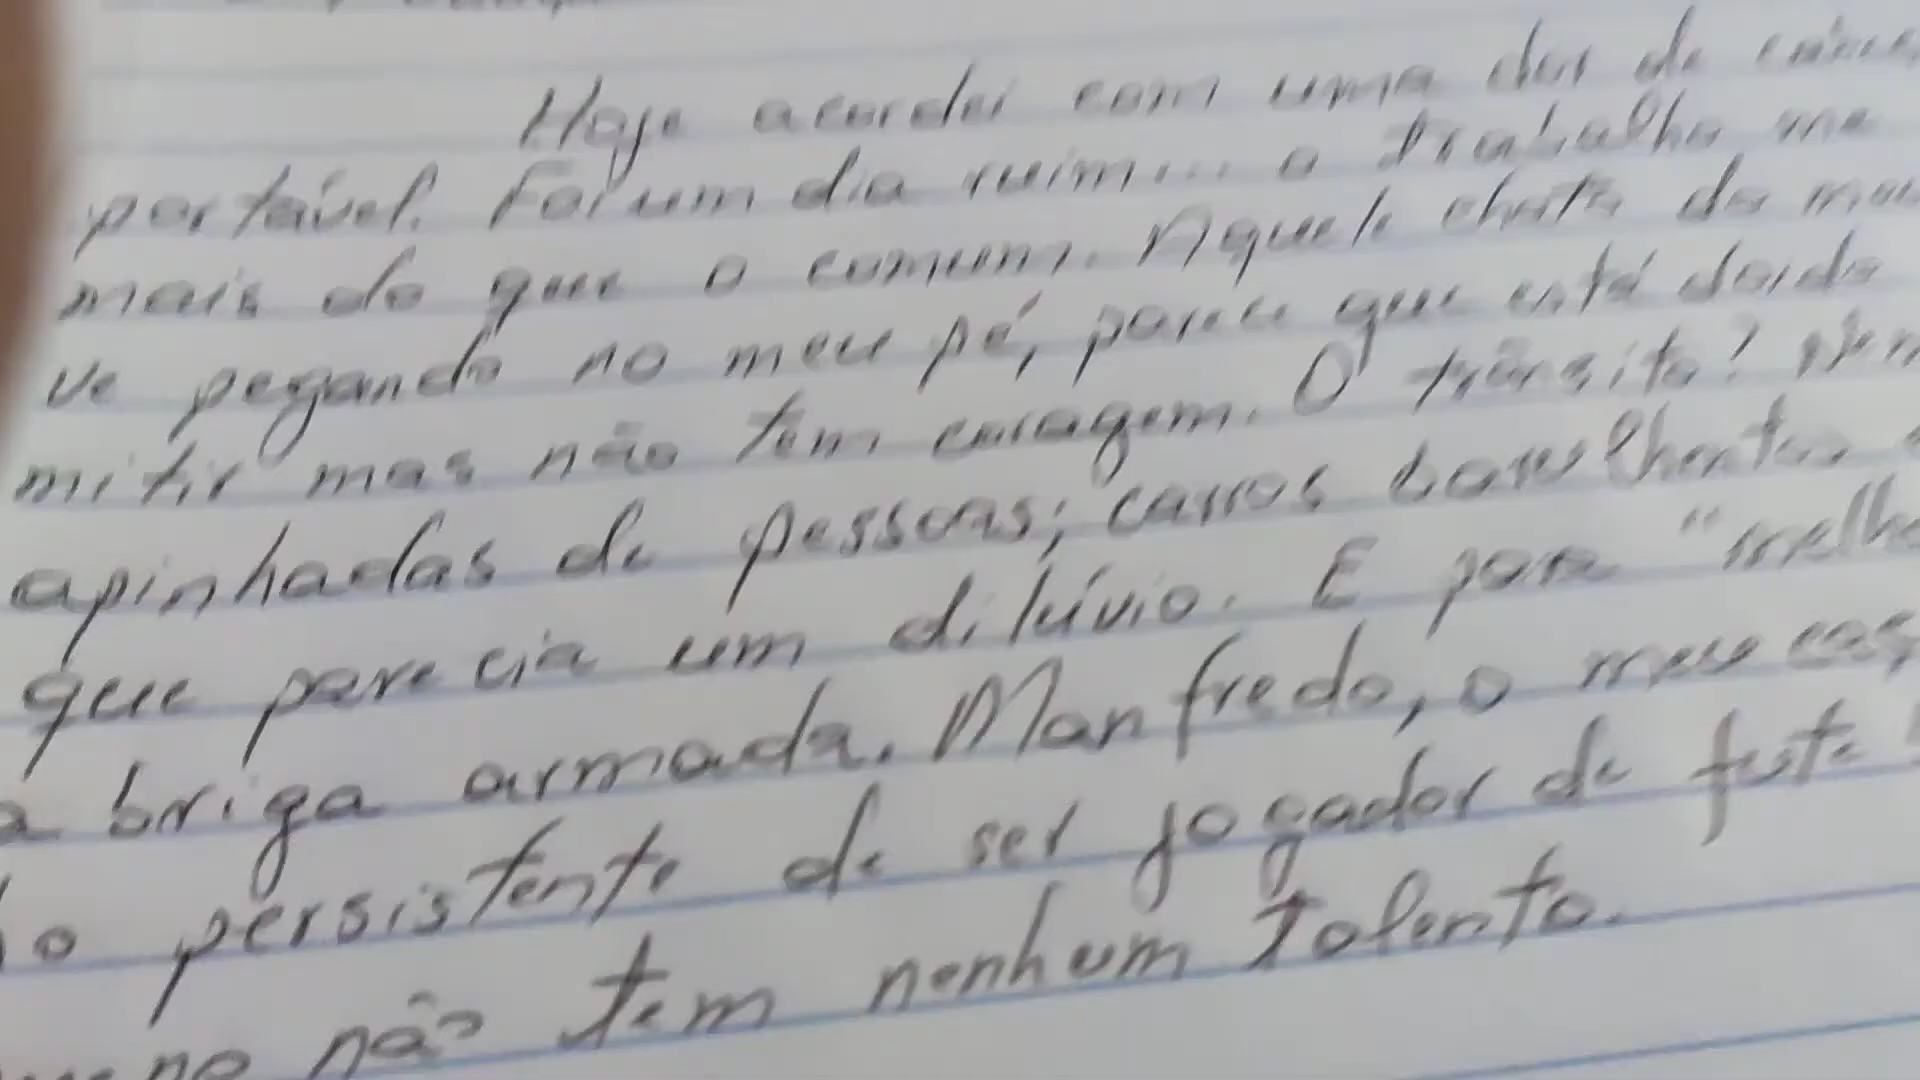 Hoje acordei com uma dor de
portável. Foi um dia ruim... o trabalho me
mais do que o comum. Aquele chato do meu
ve pegando no meu pé, parece que está doido
mitir mas não tem coragem. O trânsito?
apinhadas de pessoas; carros barulhentos
que parecia um dilúvio. E para "melho
a briga armada. Manfredo, o meu
o persistente de ser jogador de fute
não tem nenhum talento.